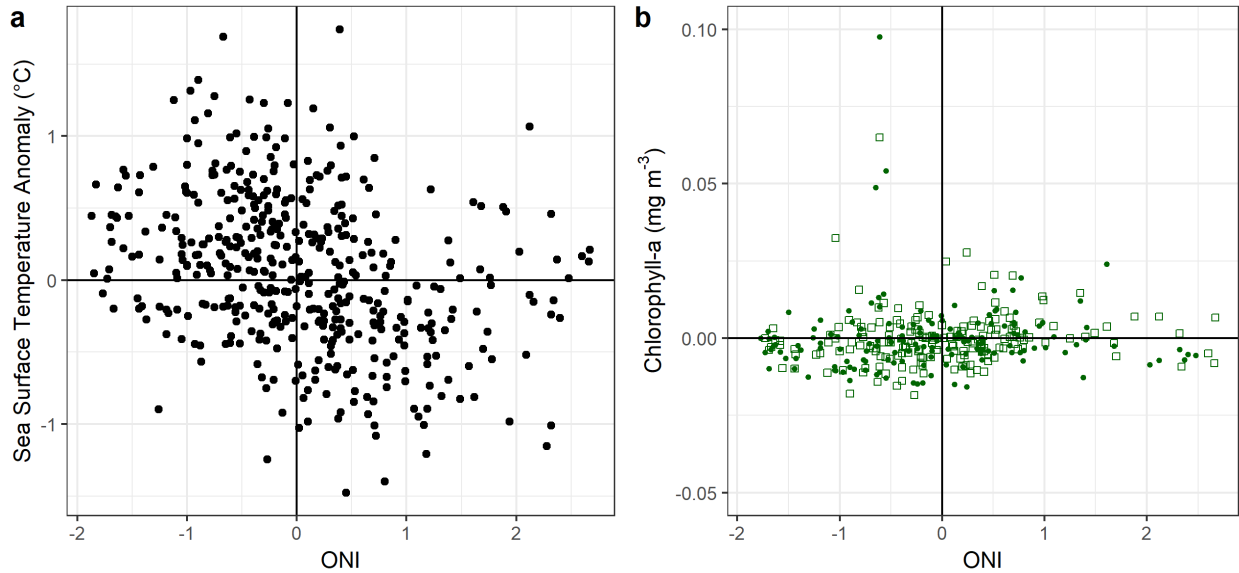 a
Sea Surface Temperature Anomaly (°C)
1
0
-1
-2
-1
0
1
2
ONI
b
Chlorophyll-a (mg m⁻³)
0.10
0.05
0.00
-0.05
-2
-1
0
1
2
ONI